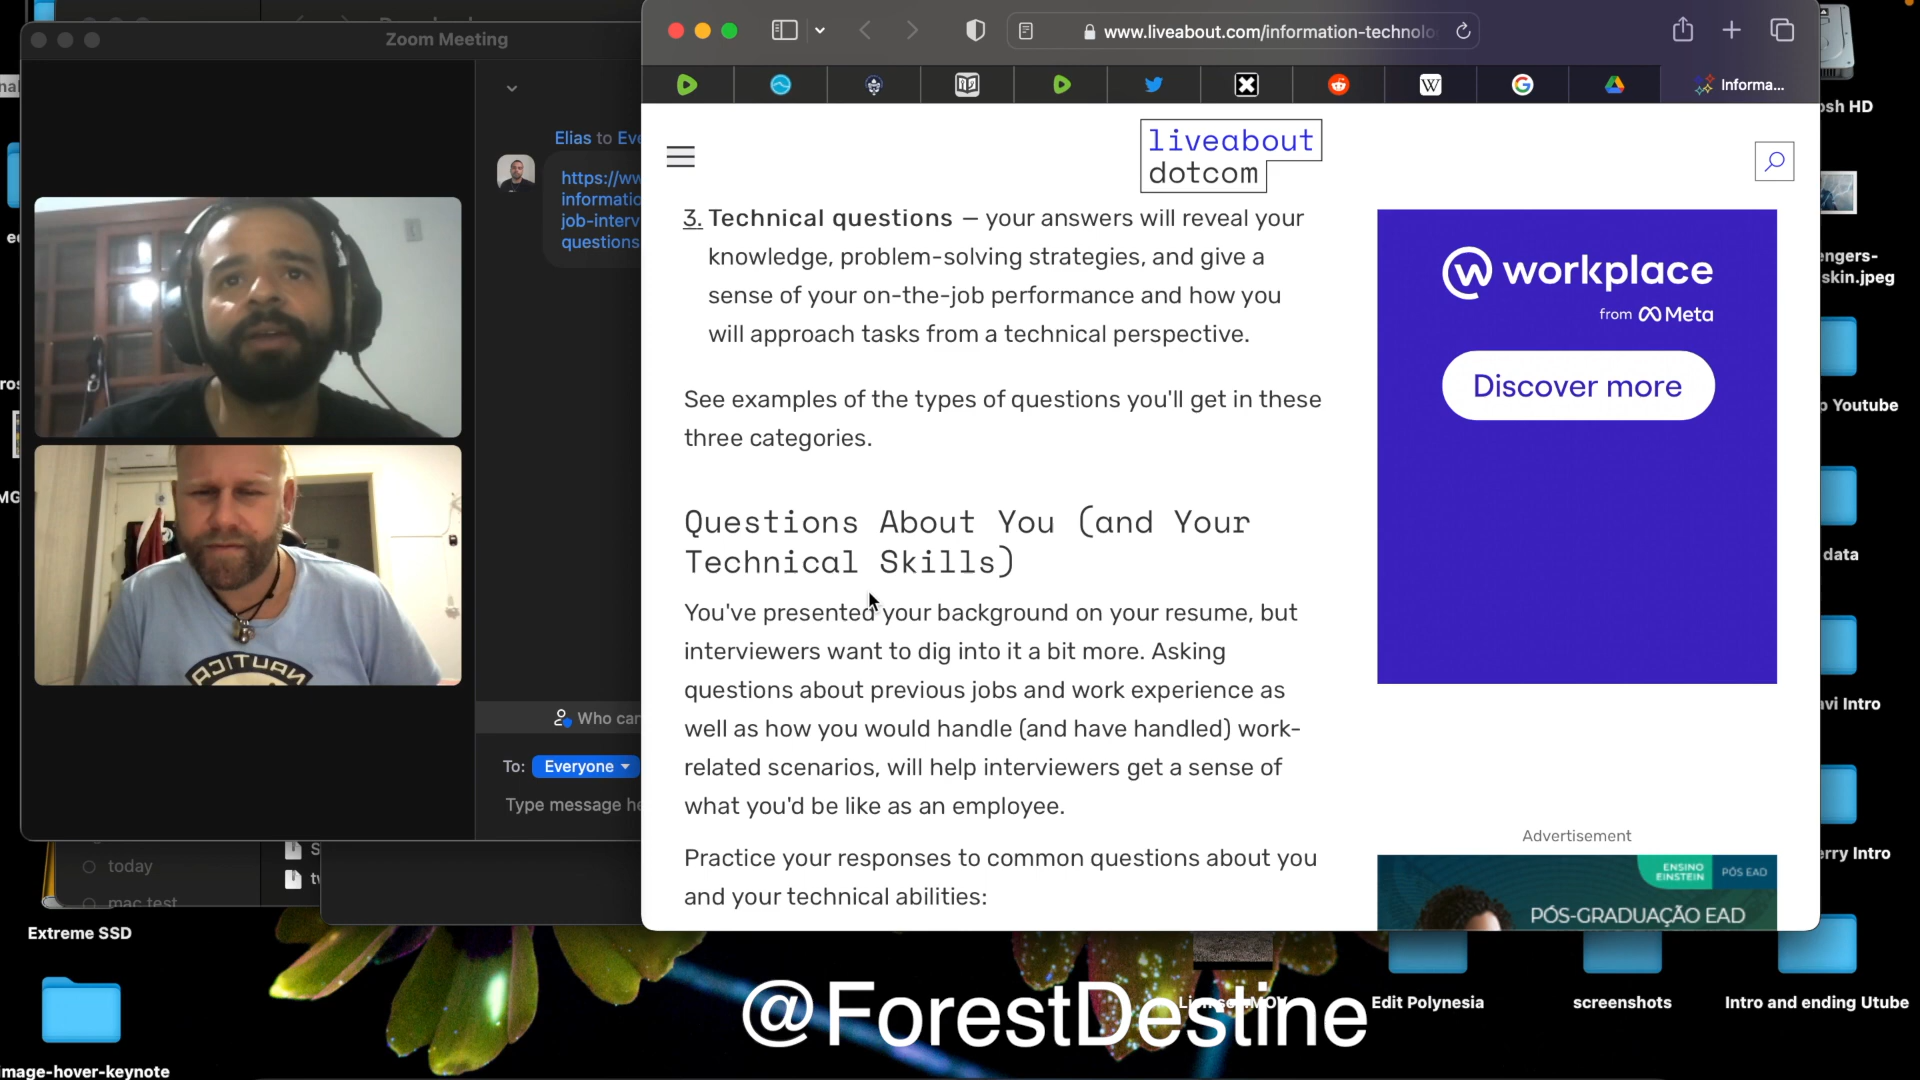 Zoom Meeting
www.liveabout.com/information-technolo
Informa...
Elias to Eve
https://ww
informatio
job-interv
questions
liveabout
dotcom
3. Technical questions — your answers will reveal your
knowledge, problem-solving strategies, and give a
sense of your on-the-job performance and how you
will approach tasks from a technical perspective.
See examples of the types of questions you'll get in these
three categories.
Questions About You (and Your
Technical Skills)
You've presented your background on your resume, but
interviewers want to dig into it a bit more. Asking
questions about previous jobs and work experience as
well as how you would handle (and have handled) work-
related scenarios, will help interviewers get a sense of
what you'd be like as an employee.
Practice your responses to common questions about you
and your technical abilities:
workplace
from Meta
Discover more
Advertisement
ENSINO
EINSTEIN
PÓS EAD
PÓS-GRADUAÇÃO EAD
Who can
To: Everyone
Type message he
today
mac test
Extreme SSD
image-hover-keynote
@ForestDestine
Edit Polynesia
screenshots
Intro and ending Utube
osh HD
engers-
skin.jpeg
p Youtube
data
avi Intro
erry Intro